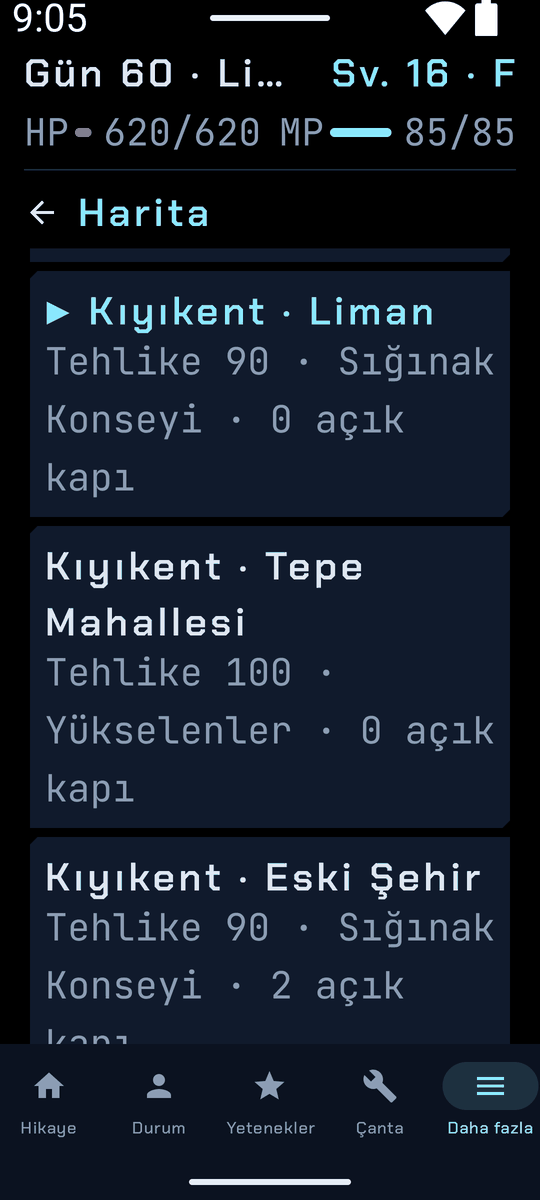 9:05
Gün 60 · Li… Sv. 16 · F
HP 620/620 MP 85/85
← Harita
▶ Kıyıkent · Liman
Tehlike 90 · Sığınak
Konseyi · 0 açık
kapı
Kıyıkent · Tepe
Mahallesi
Tehlike 100 ·
Yükselenler · 0 açık
kapı
Kıyıkent · Eski Şehir
Tehlike 90 · Sığınak
Konseyi · 2 açık
kapı
Hikaye Durum Yetenekler Çanta Daha fazla